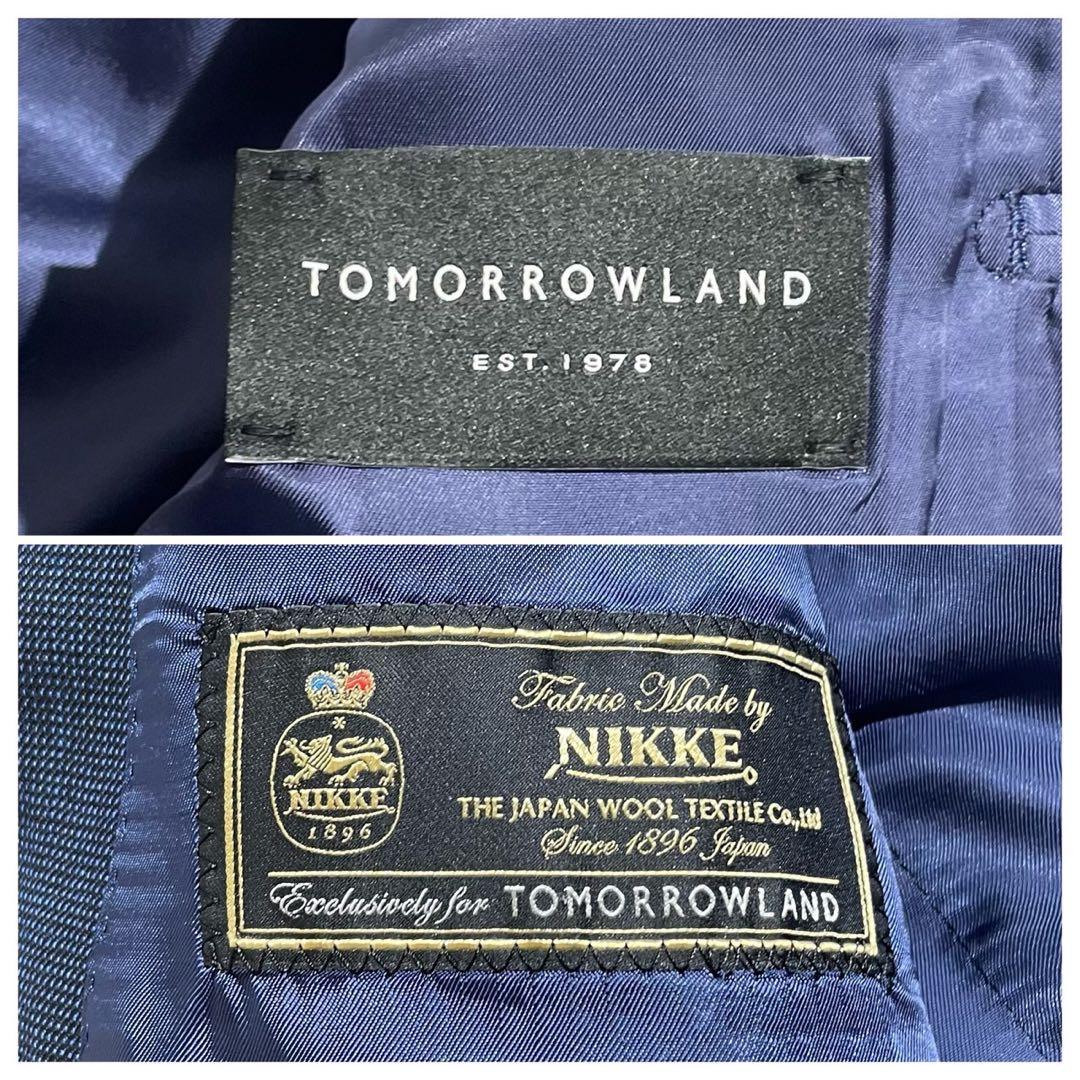 TOMORROWLAND
EST. 1978
NIKKE
1896
Fabric Made by
NIKKE
THE JAPAN WOOL TEXTILE Co.,Ltd
Since 1896 Japan
Exclusively for TOMORROWLAND